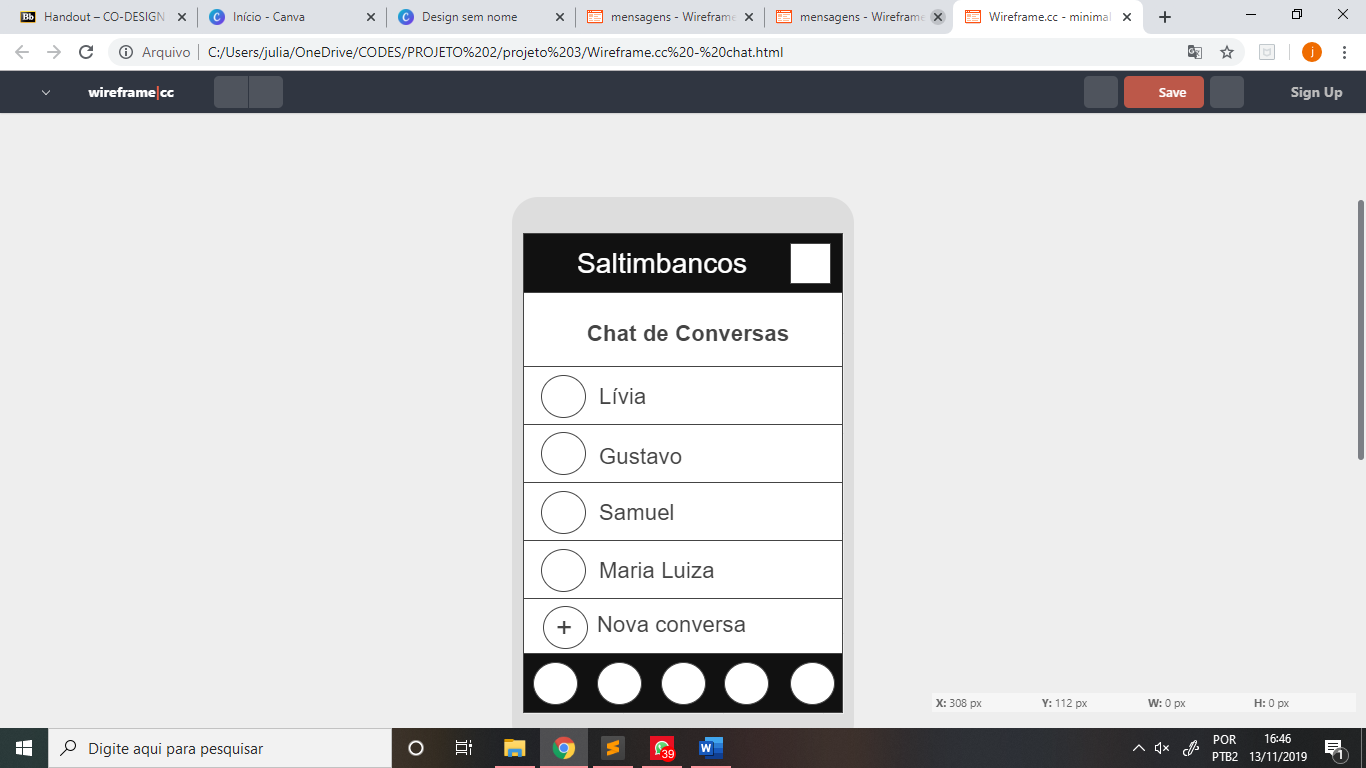 Handout – CO-DESIGN
Início - Canva
Design sem nome
mensagens - Wireframe
mensagens - Wireframe
Wireframe.cc - minimal
Arquivo
C:/Users/julia/OneDrive/CODES/PROJETO%202/projeto%203/Wireframe.cc%20-%20chat.html
j
wireframe|cc
Save
Sign Up
Saltimbancos
Chat de Conversas
Lívia
Gustavo
Samuel
Maria Luiza
+ Nova conversa
X: 308 px
Y: 112 px
W: 0 px
H: 0 px
Digite aqui para pesquisar
39
POR
PTB2
16:46
13/11/2019
1